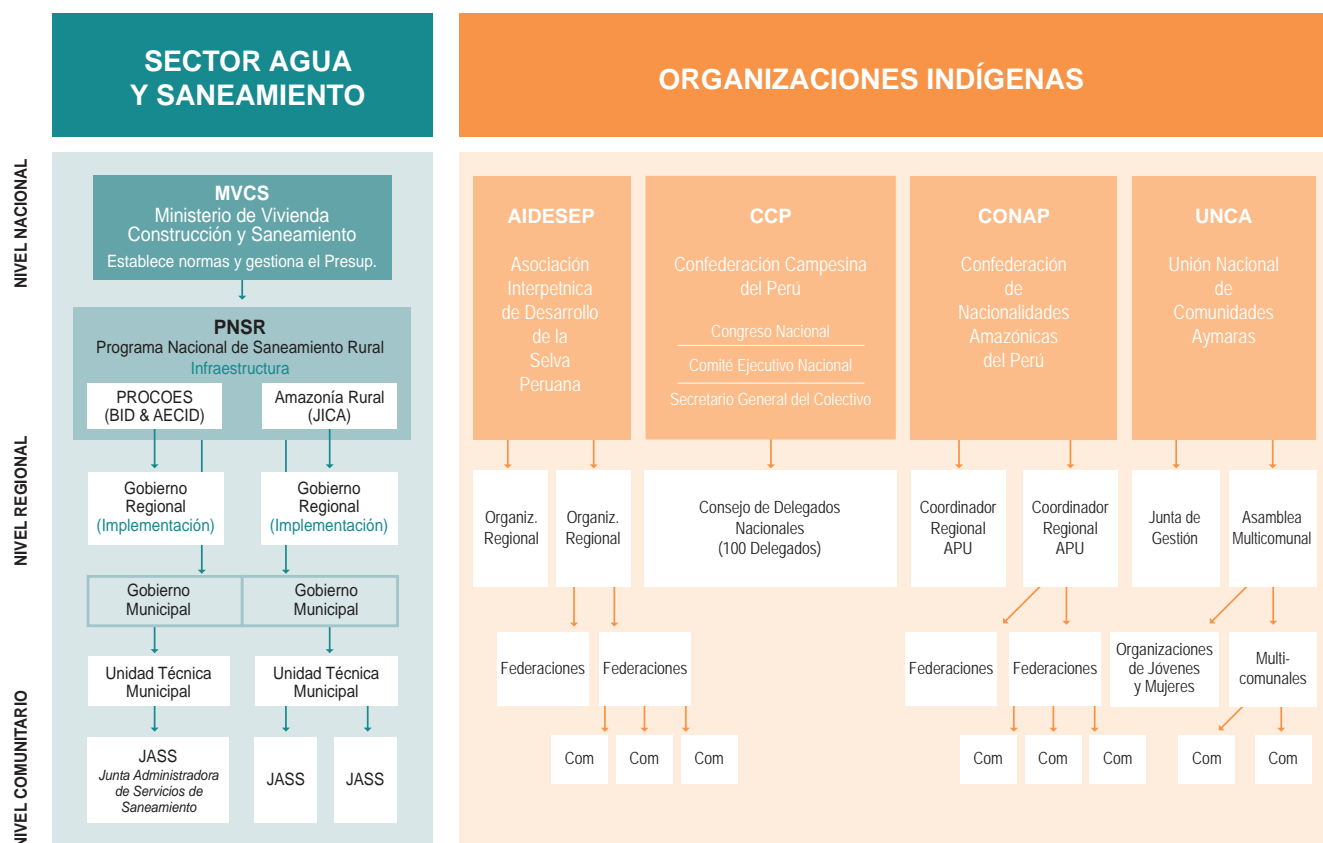 SECTOR AGUA
Y SANEAMIENTO
ORGANIZACIONES INDÍGENAS
NIVEL NACIONAL
MVCS
Ministerio de Vivienda
Construcción y Saneamiento
Establece normas y gestiona el Presup.
PNSR
Programa Nacional de Saneamiento Rural
Infraestructura
PROCOES
(BID & AECID)
Amazonía Rural
(JICA)
AIDESEP
Asociación
Interpetnica
de Desarrollo
de la
Selva
Peruana
CCP
Confederación Campesina
del Perú
Congreso Nacional
Comité Ejecutivo Nacional
Secretario General del Colectivo
CONAP
Confederación
de
Nacionalidades
Amazónicas
del Perú
UNCA
Unión Nacional
de
Comunidades
Aymaras
NIVEL REGIONAL
Gobierno
Regional
(Implementación)
Gobierno
Regional
(Implementación)
Organiz.
Regional
Organiz.
Regional
Consejo de Delegados
Nacionales
(100 Delegados)
Coordinador
Regional
APU
Coordinador
Regional
APU
Junta de
Gestión
Asamblea
Multicomunal
Gobierno
Municipal
Gobierno
Municipal
NIVEL COMUNITARIO
Unidad Técnica
Municipal
Unidad Técnica
Municipal
Federaciones
Federaciones
Federaciones
Federaciones
Organizaciones
de Jóvenes
y Mujeres
Multi-
comunales
JASS
Junta Administradora
de Servicios de
Saneamiento
JASS
JASS
Com
Com
Com
Com
Com
Com
Com
Com